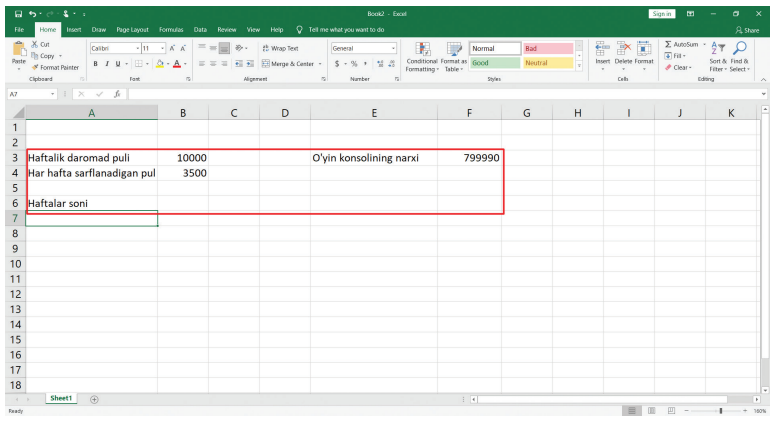 Book2 - Excel
Sign in
File Home Insert Draw Page Layout Formulas Data Review View Help Tell me what you want to do
Share
Paste
Cut
Copy
Format Painter
Clipboard
Calibri 11
B I U
Font
Wrap Text
Merge & Center
Alignment
General
$ - % ,
Number
Conditional Formatting
Format as Table
Normal Bad
Good Neutral
Styles
Insert Delete Format
Cells
AutoSum
Fill
Clear
Sort & Filter
Find & Select
Editing
A7
fx
A B C D E F G H I J K
1
2
3 Haftalik daromad puli 10000 O'yin konsolining narxi 799990
4 Har hafta sarflanadigan pul 3500
5
6 Haftalar soni
7
8
9
10
11
12
13
14
15
16
17
18
Sheet1
Ready
160%